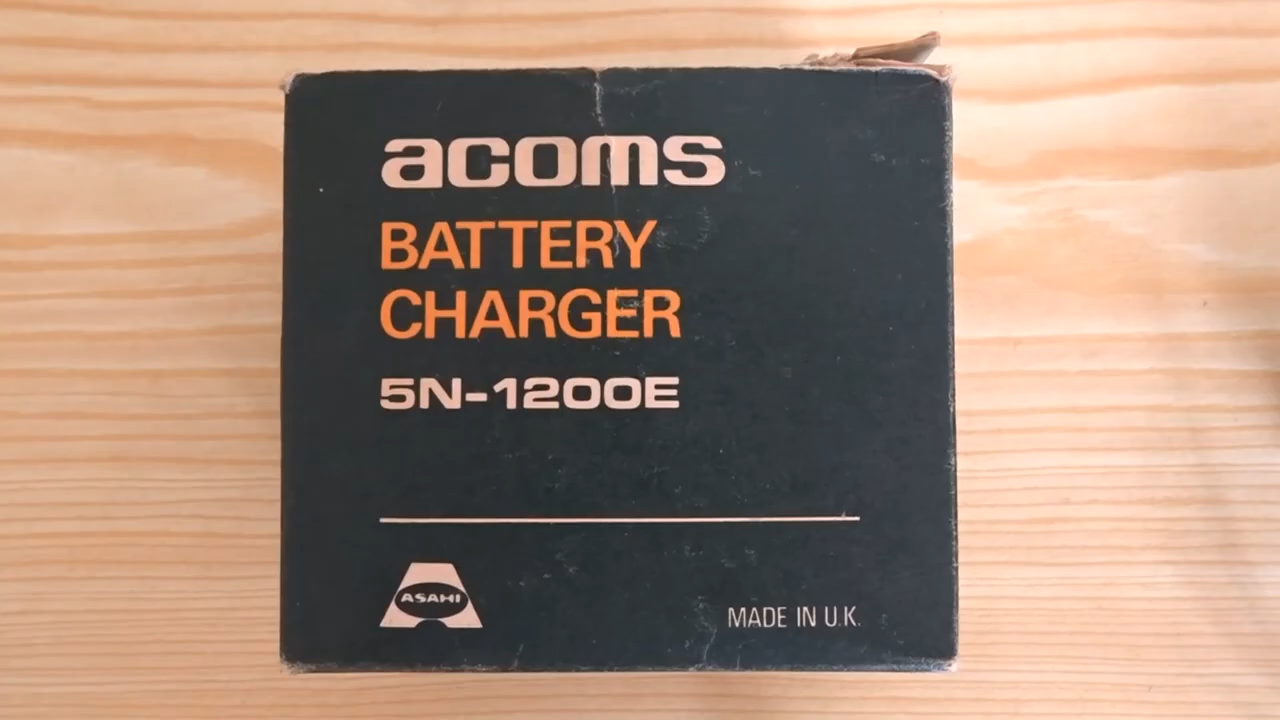 acoms
BATTERY
CHARGER
5N-1200E
ASAHI
MADE IN U.K.